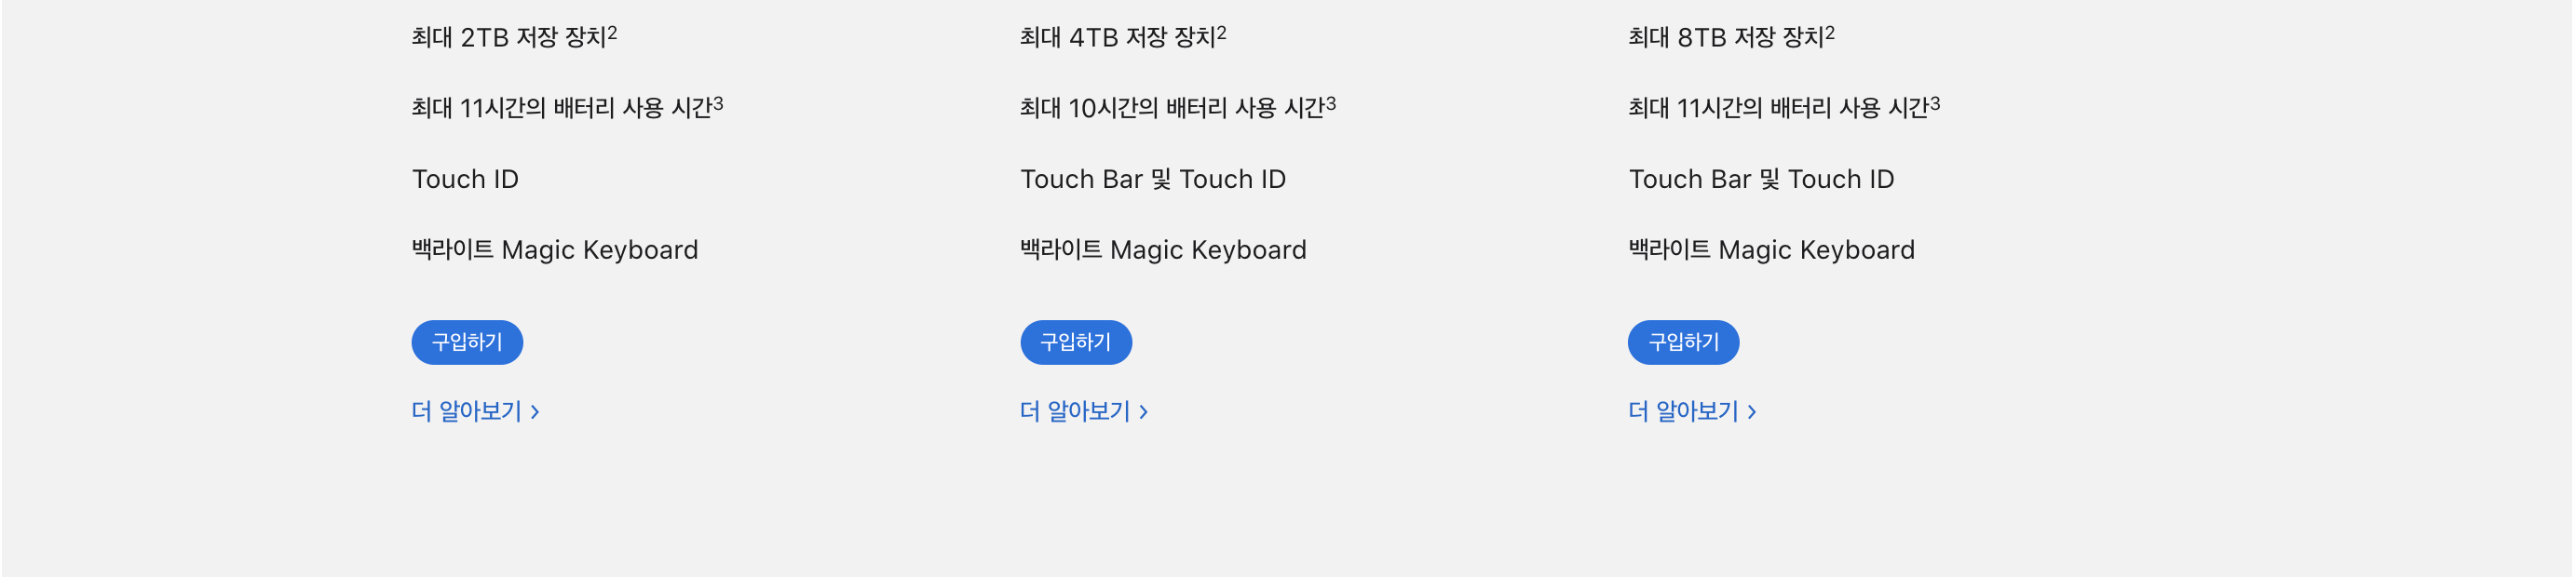 최대 2TB 저장 장치2
최대 4TB 저장 장치2
최대 8TB 저장 장치2
최대 11시간의 배터리 사용 시간3
최대 10시간의 배터리 사용 시간3
최대 11시간의 배터리 사용 시간3
Touch ID
Touch Bar 및 Touch ID
Touch Bar 및 Touch ID
백라이트 Magic Keyboard
백라이트 Magic Keyboard
백라이트 Magic Keyboard
구입하기
구입하기
구입하기
더 알아보기 >
더 알아보기 >
더 알아보기 >